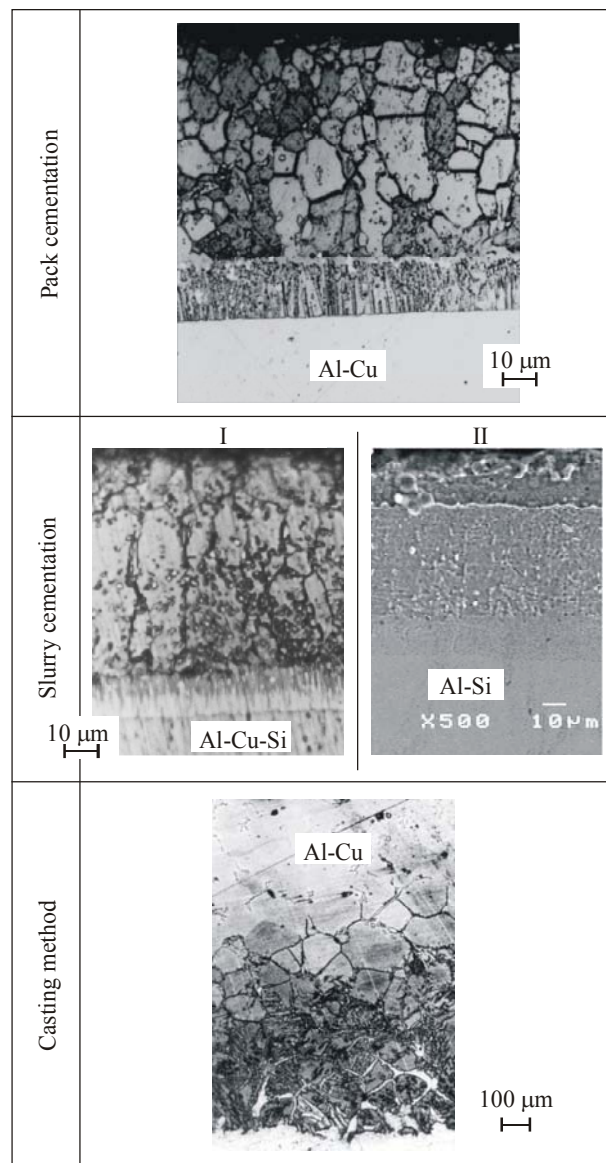 Pack cementation
Al-Cu
10 µm
Slurry cementation
I
II
Al-Cu-Si
10 µm
Al-Si
X500 10µm
Casting method
Al-Cu
100 µm